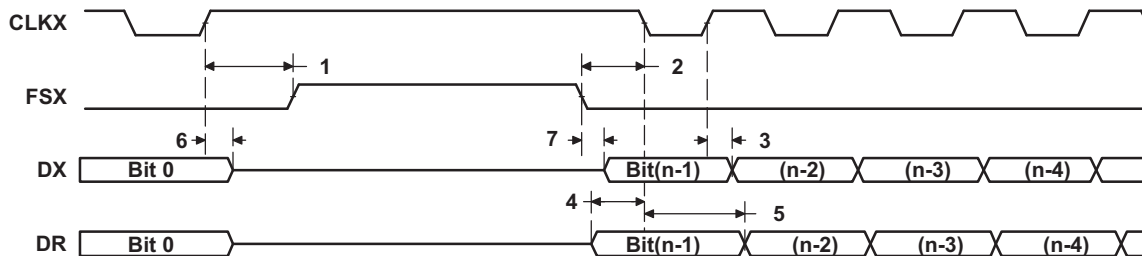 CLKX
1 2
FSX
6 7 3
DX Bit 0 Bit(n-1) (n-2) (n-3) (n-4)
4 5
DR Bit 0 Bit(n-1) (n-2) (n-3) (n-4)